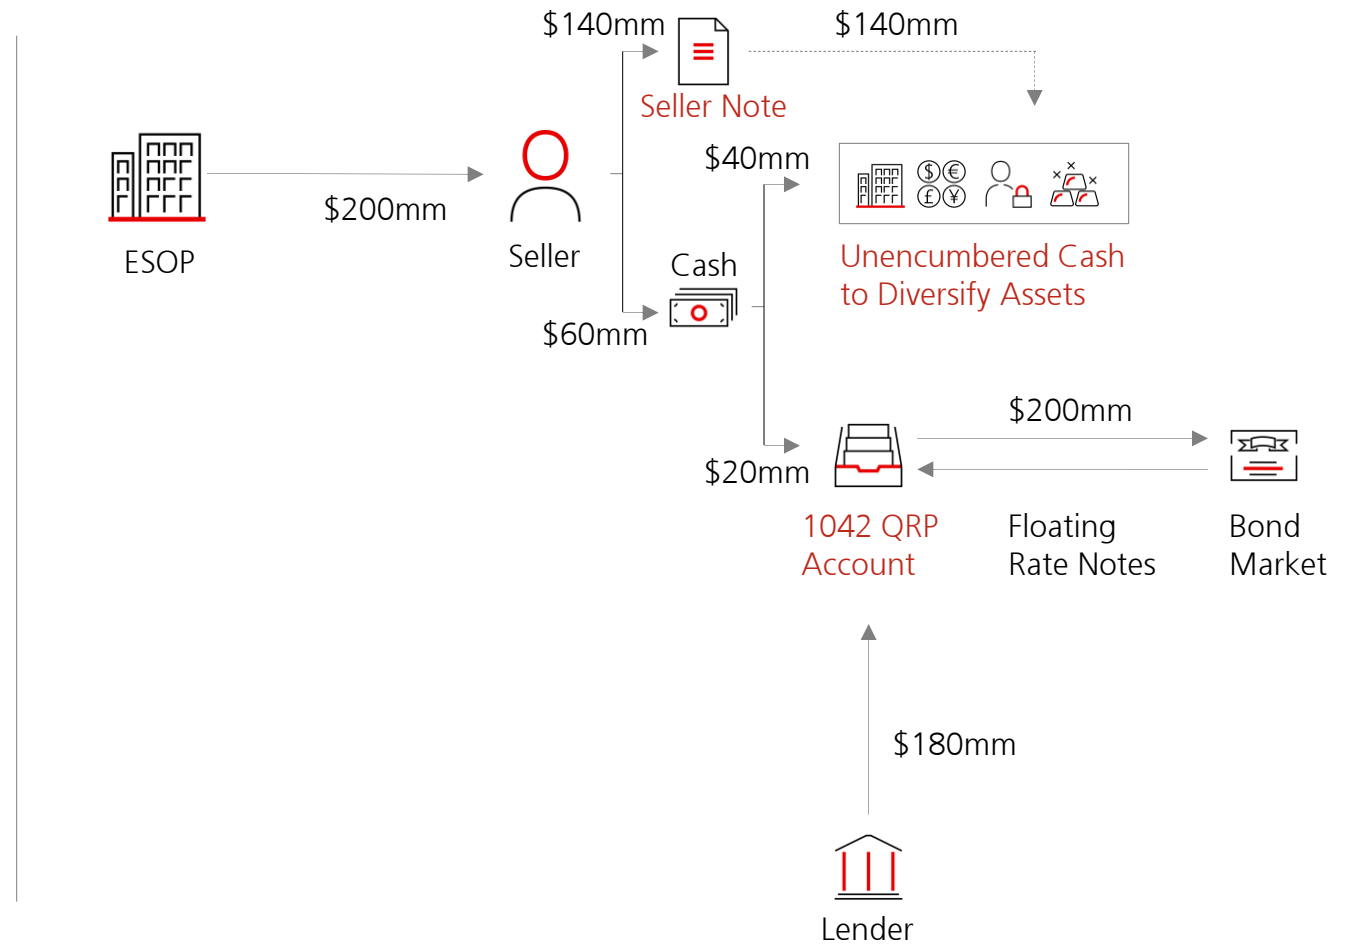 $140mm
$140mm
Seller Note
$40mm
$200mm
ESOP
Seller
Cash
$60mm
Unencumbered Cash
to Diversify Assets
$ €
£ ¥
$200mm
$20mm
1042 QRP
Account
Floating
Rate Notes
Bond
Market
$180mm
Lender